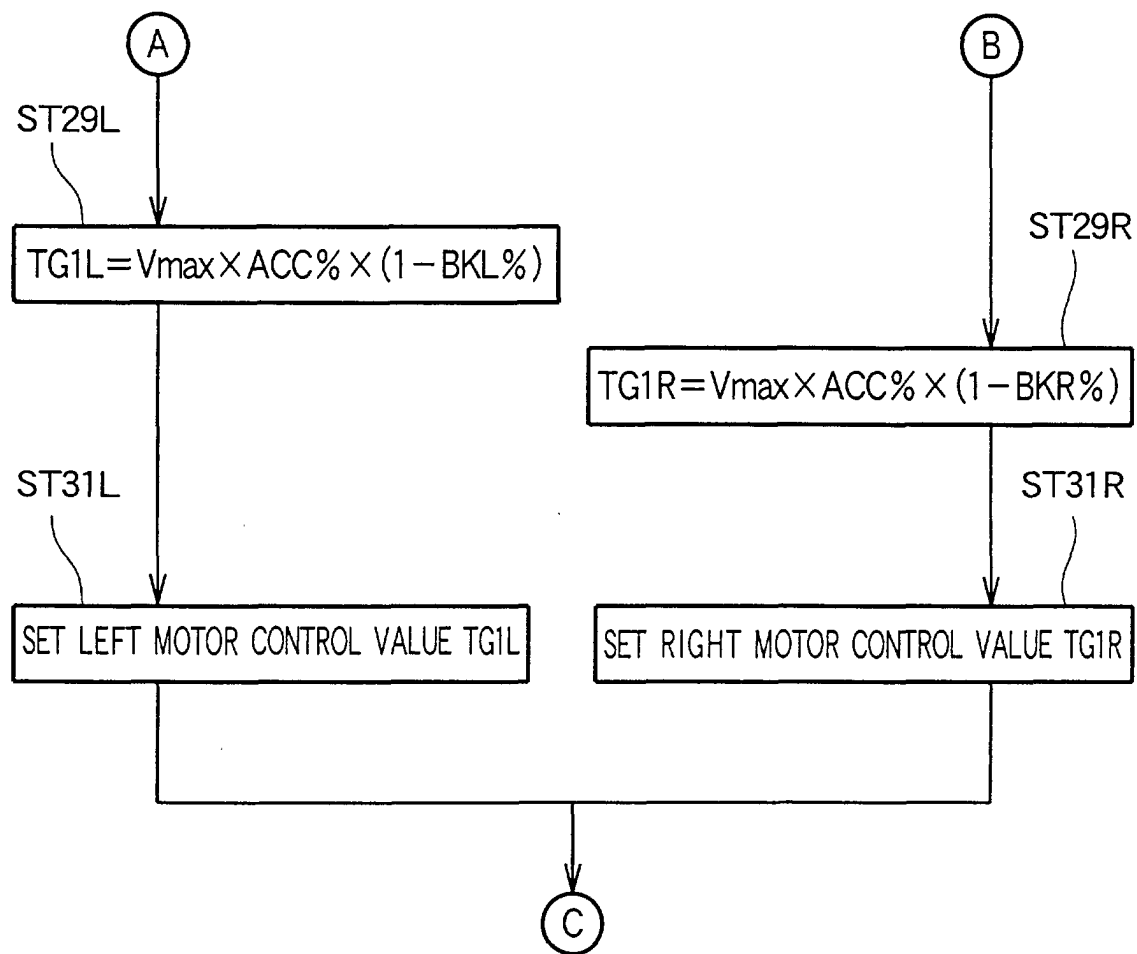 A
B
ST29L
TG1L=Vmax×ACC%×(1-BKL%)
ST29R
TG1R=Vmax×ACC%×(1-BKR%)
ST31L
ST31R
SET LEFT MOTOR CONTROL VALUE TG1L
SET RIGHT MOTOR CONTROL VALUE TG1R
C